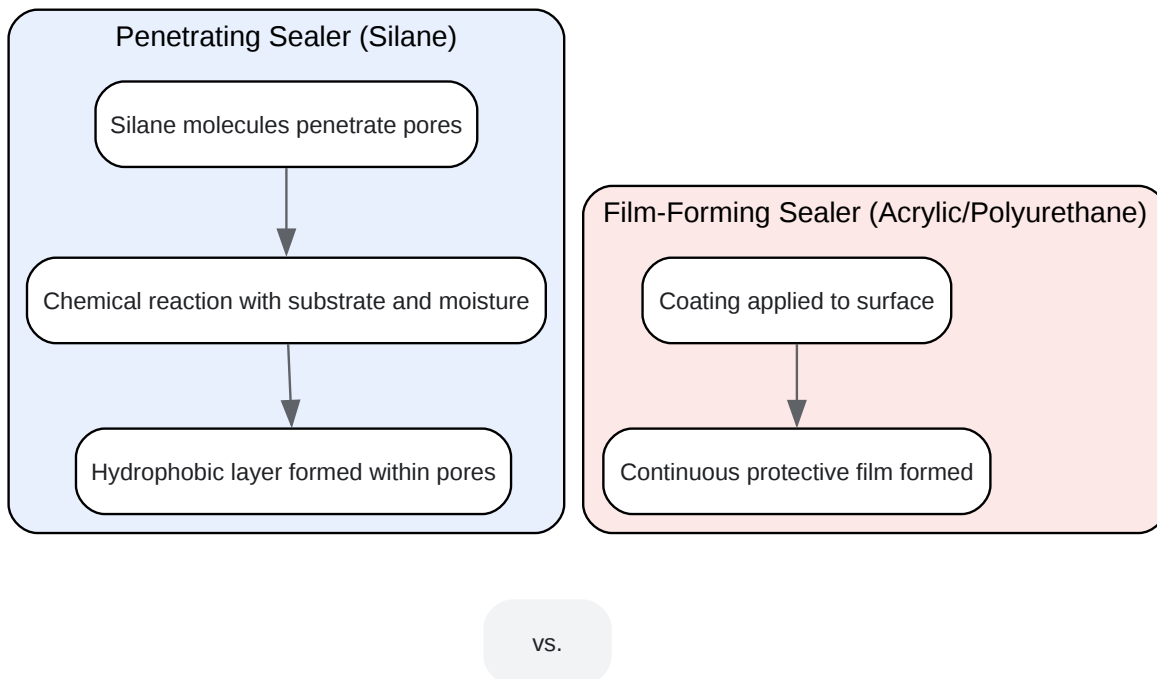 Penetrating Sealer (Silane)
Silane molecules penetrate pores
Chemical reaction with substrate and moisture
Hydrophobic layer formed within pores
Film-Forming Sealer (Acrylic/Polyurethane)
Coating applied to surface
Continuous protective film formed
vs.